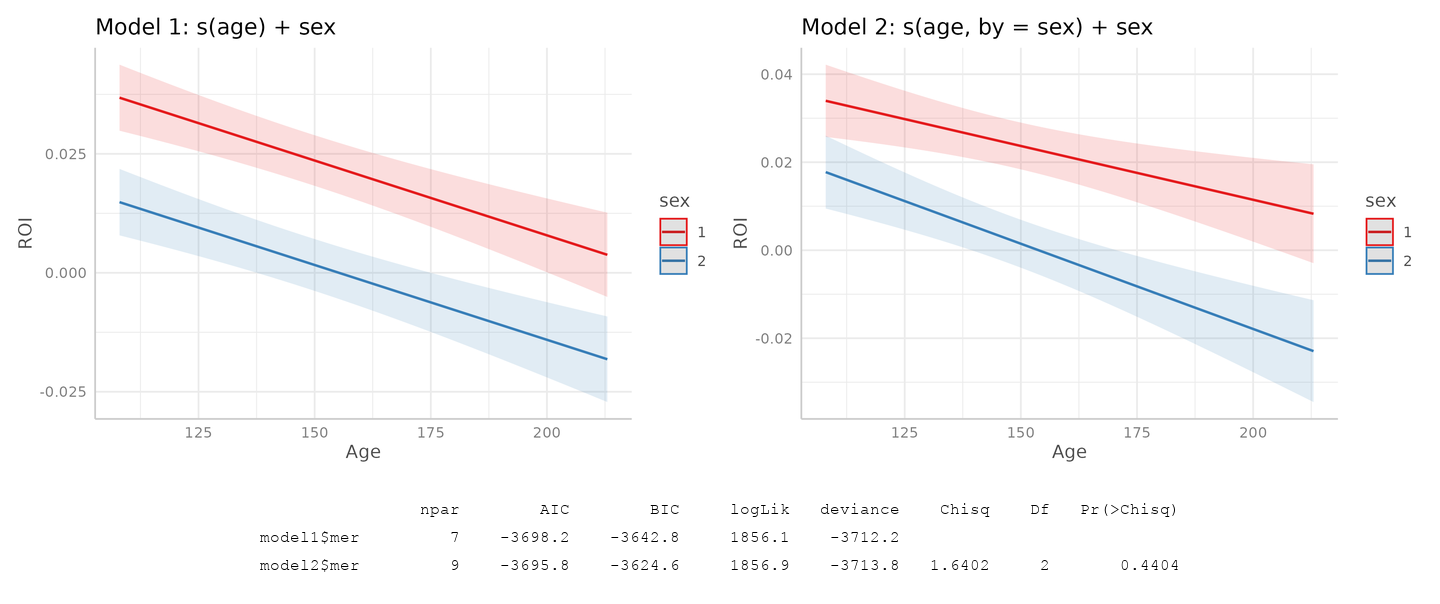 Model 1: s(age) + sex
ROI
0.025
0.000
-0.025
125 150 175 200
Age
sex
1
2
Model 2: s(age, by = sex) + sex
ROI
0.04
0.02
0.00
-0.02
125 150 175 200
Age
sex
1
2
npar AIC BIC logLik deviance Chisq Df Pr(>Chisq)
model1$mer 7 -3698.2 -3642.8 1856.1 -3712.2
model2$mer 9 -3695.8 -3624.6 1856.9 -3713.8 1.6402 2 0.4404